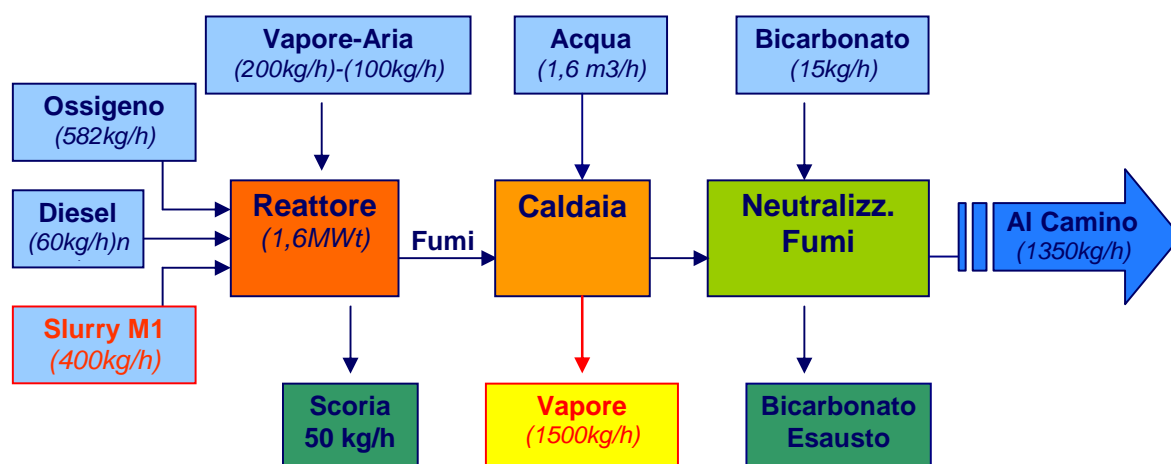 Vapore-Aria
(200kg/h)-(100kg/h)
Acqua
(1,6 m3/h)
Bicarbonato
(15kg/h)
Ossigeno
(582kg/h)
Diesel
(60kg/h)n
Slurry M1
(400kg/h)
Reattore
(1,6MWt)
Fumi
Caldaia
Neutralizz.
Fumi
Al Camino
(1350kg/h)
Scoria
50 kg/h
Vapore
(1500kg/h)
Bicarbonato
Esausto